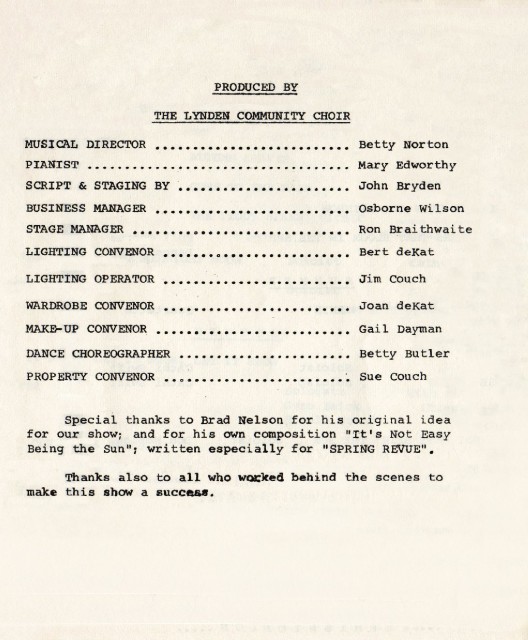 PRODUCED BY
THE LYNDEN COMMUNITY CHOIR
MUSICAL DIRECTOR ........................ Betty Norton
PIANIST ................................. Mary Edworthy
SCRIPT & STAGING BY ..................... John Bryden
BUSINESS MANAGER ........................ Osborne Wilson
STAGE MANAGER ........................... Ron Braithwaite
LIGHTING CONVENOR ....................... Bert deKat
LIGHTING OPERATOR ....................... Jim Couch
WARDROBE CONVENOR ....................... Joan deKat
MAKE-UP CONVENOR ........................ Gail Dayman
DANCE CHOREOGRAPHER ..................... Betty Butler
PROPERTY CONVENOR ....................... Sue Couch
Special thanks to Brad Nelson for his original idea
for our show; and for his own composition "It's Not Easy
Being the Sun"; written especially for "SPRING REVUE".
Thanks also to all who worked behind the scenes to
make this show a success.